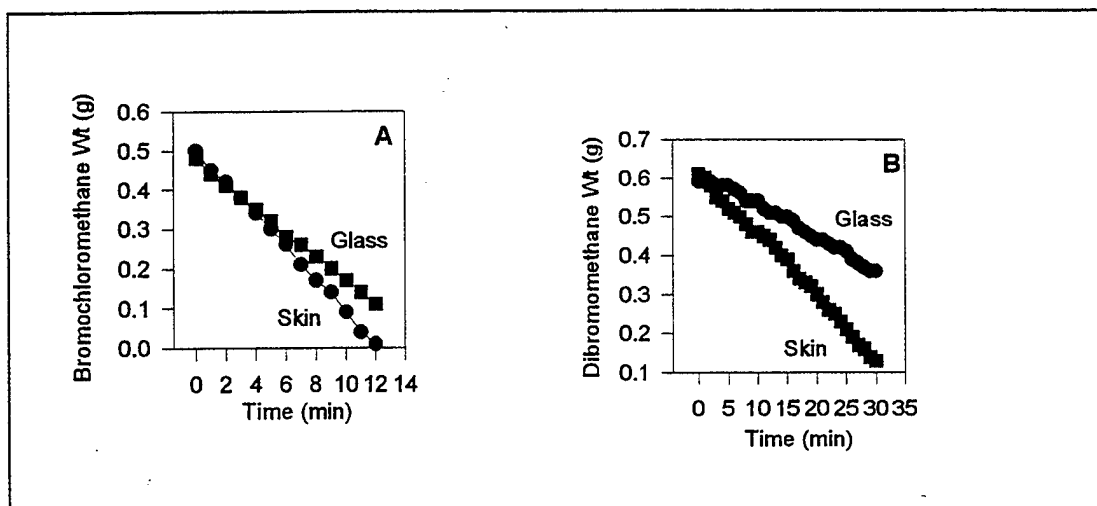 Bromochloromethane Wt (g)
0.6
0.5
0.4
0.3
0.2
0.1
0.0
A
Glass
Skin
0 2 4 6 8 10 12 14
Time (min)
Dibromomethane Wt (g)
0.7
0.6
0.5
0.4
0.3
0.2
0.1
B
Glass
Skin
0 5 10 15 20 25 30 35
Time (min)